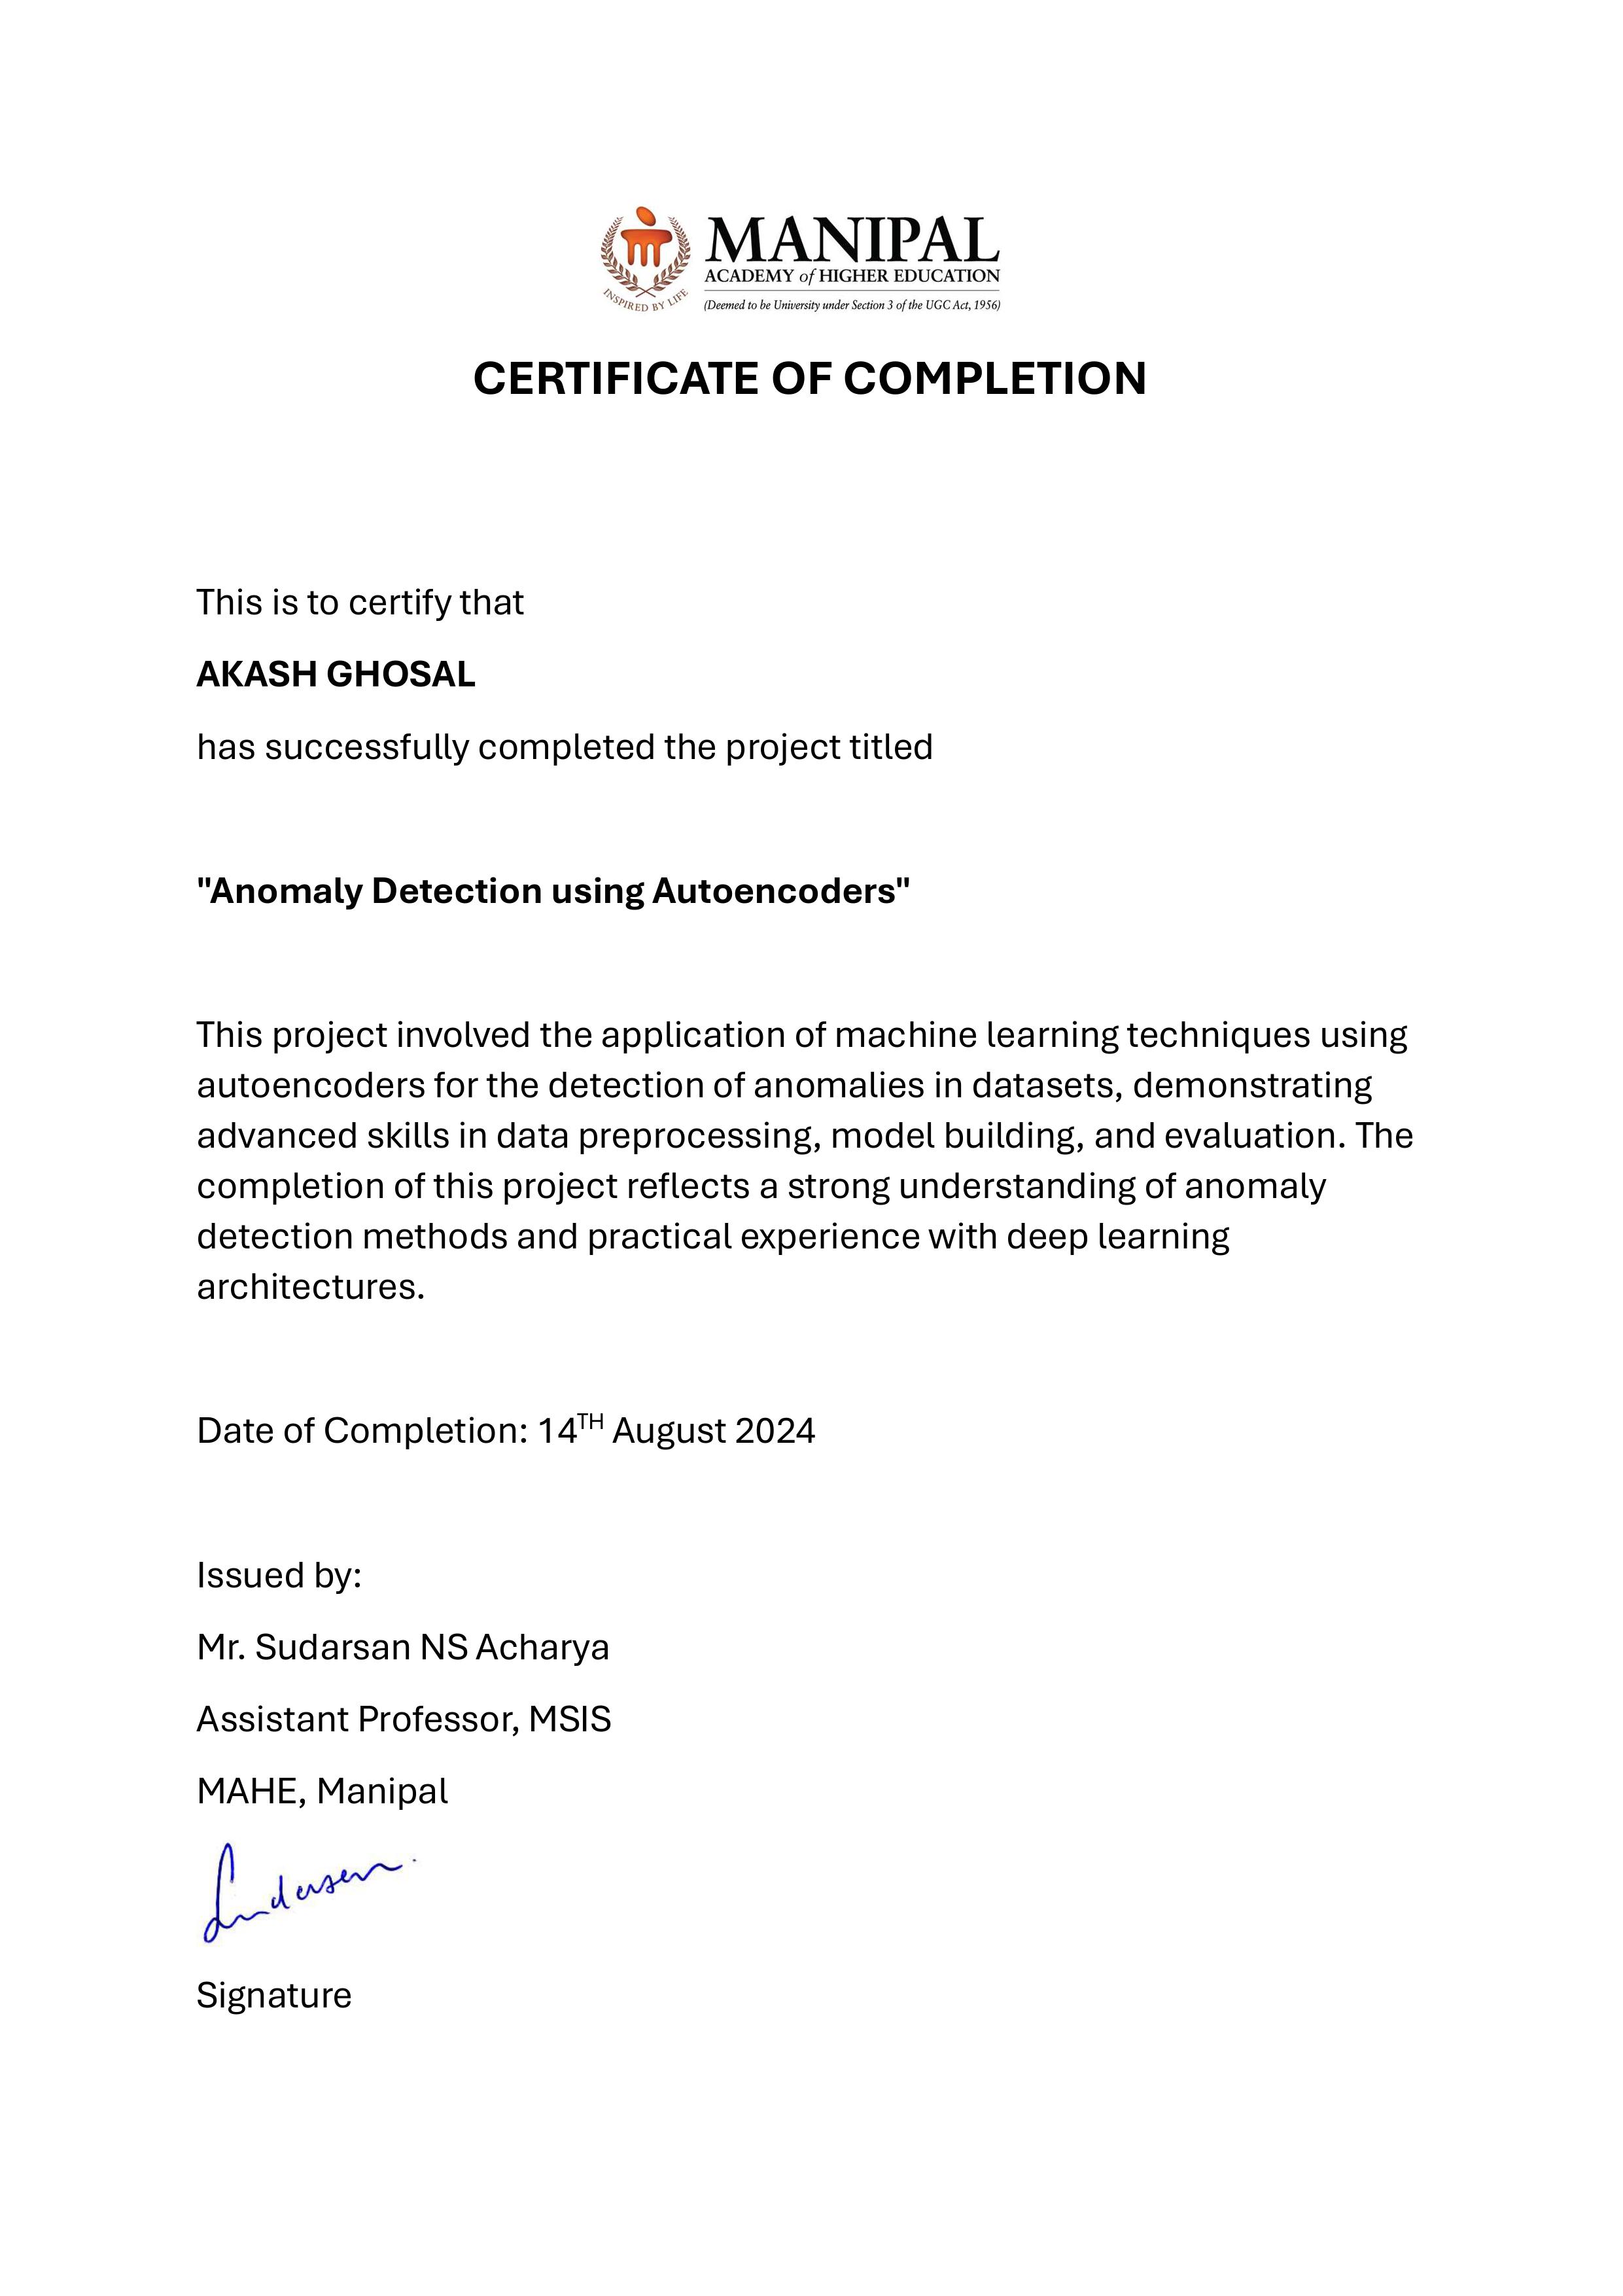 MANIPAL
ACADEMY of HIGHER EDUCATION
INSPIRED BY LIFE
(Deemed to be University under Section 3 of the UGC Act, 1956)
CERTIFICATE OF COMPLETION
This is to certify that
AKASH GHOSAL
has successfully completed the project titled
"Anomaly Detection using Autoencoders"
This project involved the application of machine learning techniques using
autoencoders for the detection of anomalies in datasets, demonstrating
advanced skills in data preprocessing, model building, and evaluation. The
completion of this project reflects a strong understanding of anomaly
detection methods and practical experience with deep learning
architectures.
Date of Completion: 14TH August 2024
Issued by:
Mr. Sudarsan NS Acharya
Assistant Professor, MSIS
MAHE, Manipal
Signature